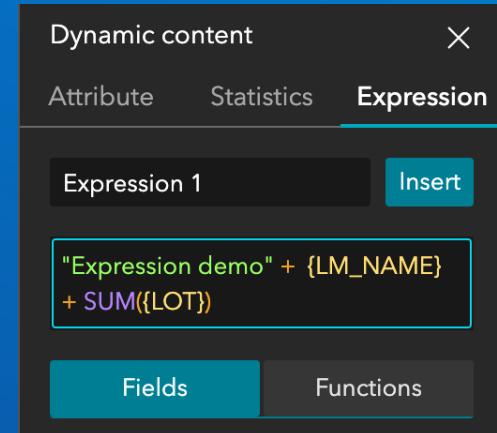 Dynamic content
Attribute Statistics Expression
Expression 1 Insert
"Expression demo" + {LM_NAME}
+ SUM({LOT})
Fields Functions